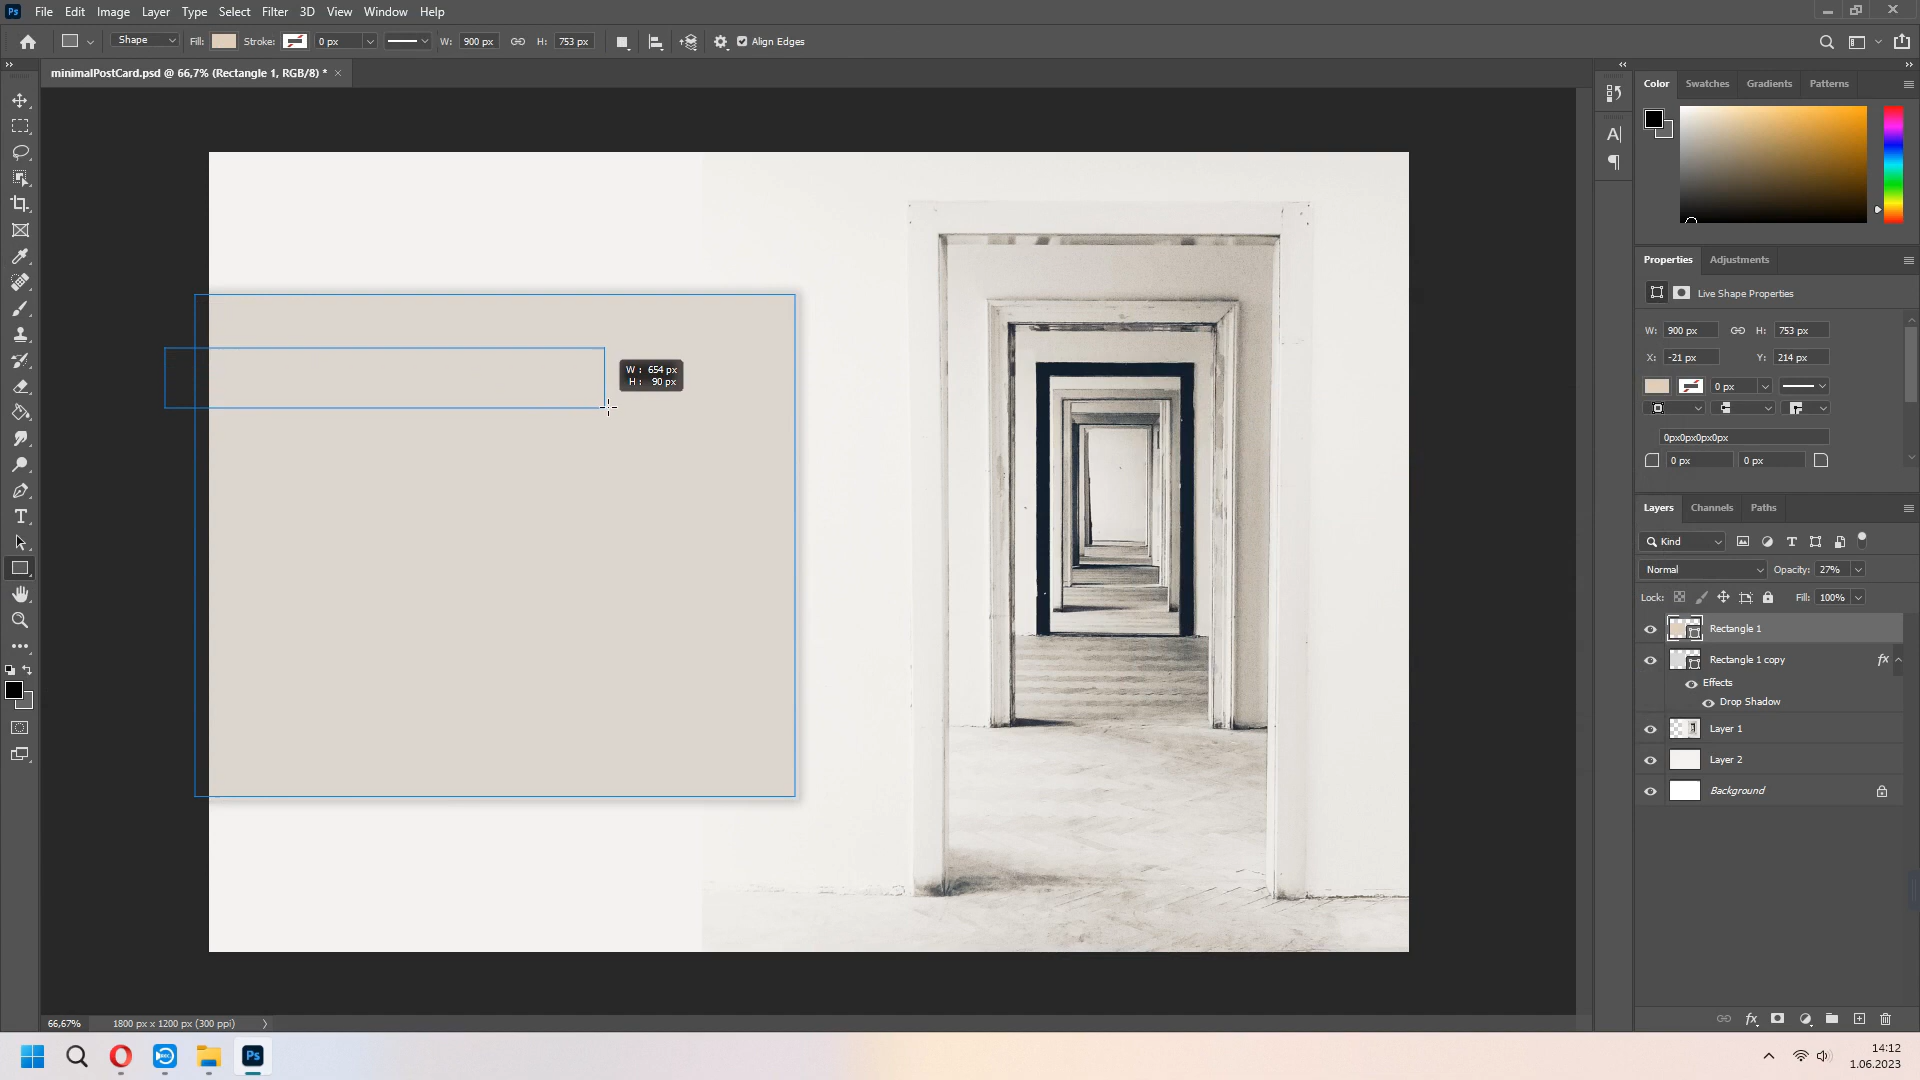 Ps File Edit Image Layer Type Select Filter 3D View Window Help
Shape Fill: Stroke: 0 px W: 900 px H: 753 px Align Edges
minimalPostCard.psd @ 66,7% (Rectangle 1, RGB/8) * ×
Color Swatches Gradients Patterns
Properties Adjustments
Live Shape Properties
W: 900 px H: 753 px
X: -21 px Y: 214 px
0 px
0px0px0px0px
0 px 0 px
W : 654 px
H : 90 px
Layers Channels Paths
Kind
Normal Opacity: 27%
Lock: Fill: 100%
Rectangle 1
Rectangle 1 copy fx
Effects
Drop Shadow
Layer 1
Layer 2
Background
66,67% 1800 px x 1200 px (300 ppi)
Ps
14:12
1.06.2023